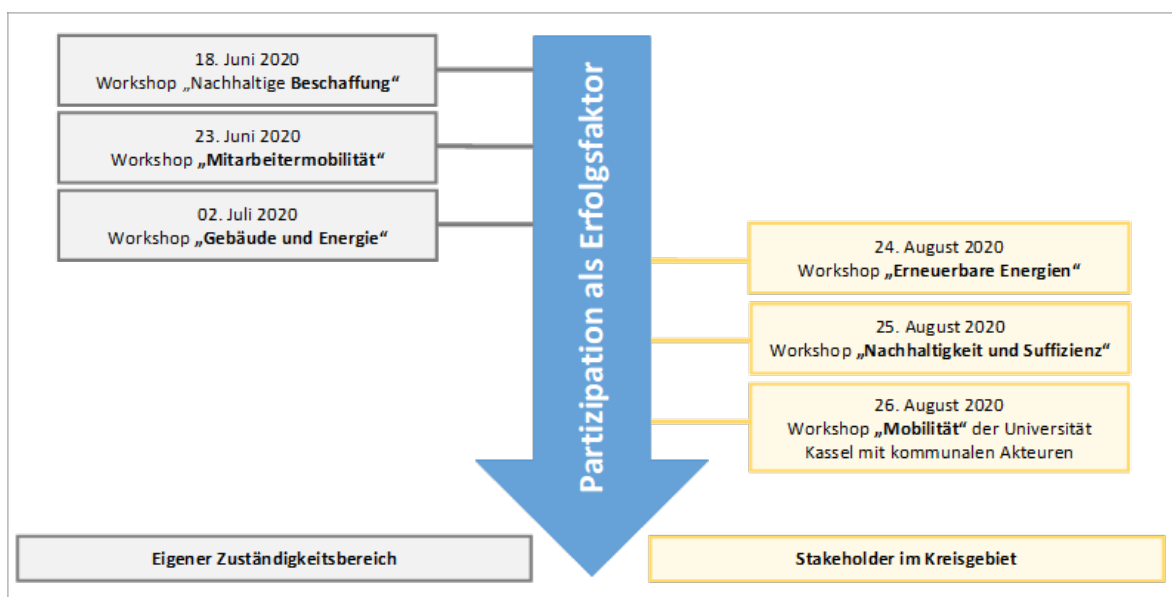 18. Juni 2020
Workshop „Nachhaltige Beschaffung“
23. Juni 2020
Workshop „Mitarbeitermobilität“
02. Juli 2020
Workshop „Gebäude und Energie“
Partizipation als Erfolgsfaktor
24. August 2020
Workshop „Erneuerbare Energien“
25. August 2020
Workshop „Nachhaltigkeit und Suffizienz“
26. August 2020
Workshop „Mobilität“ der Universität
Kassel mit kommunalen Akteuren
Eigener Zuständigkeitsbereich
Stakeholder im Kreisgebiet